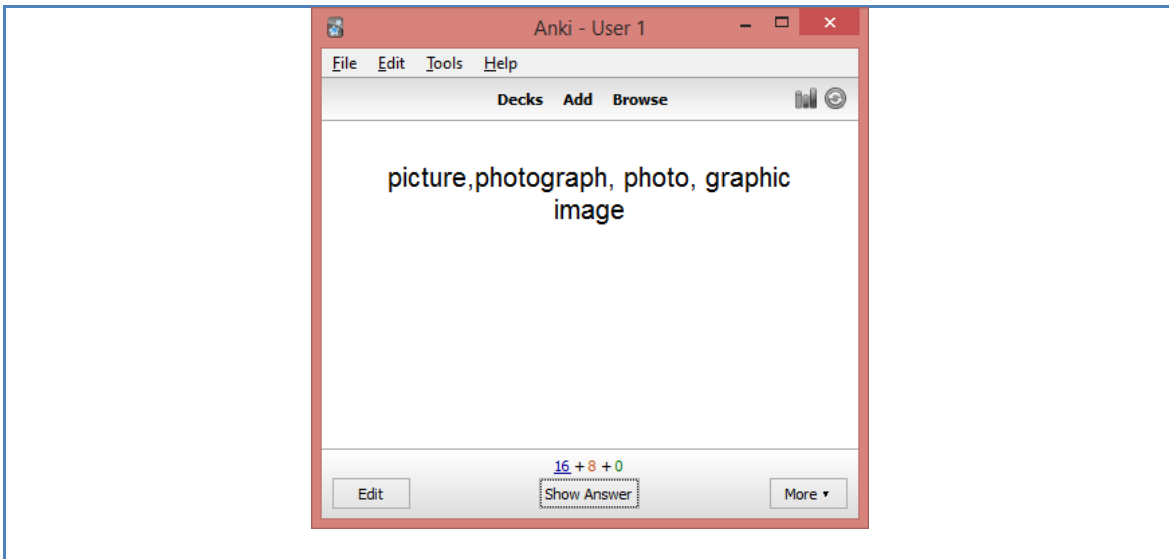 Anki - User 1
File Edit Tools Help
Decks Add Browse
picture,photograph, photo, graphic
image
16 + 8 + 0
Edit Show Answer More ▾